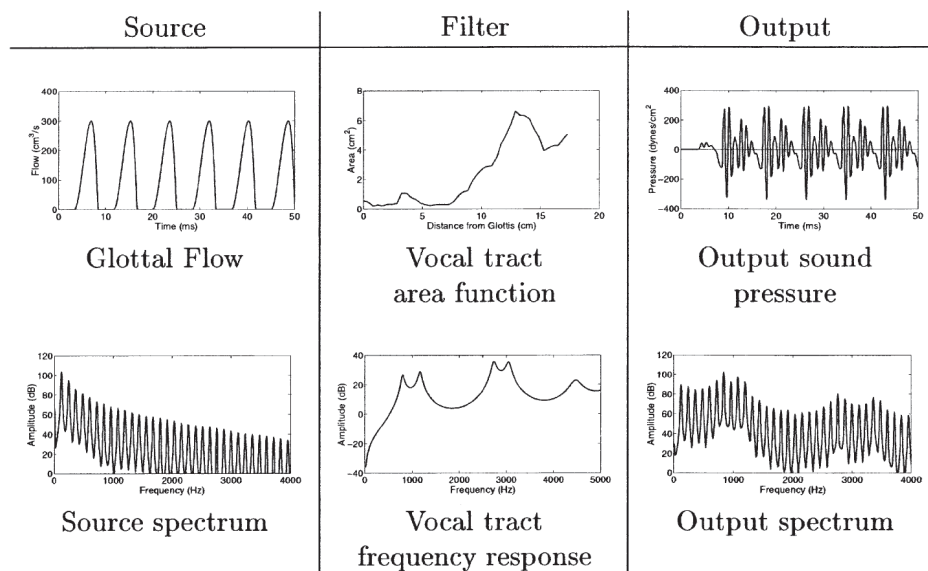 Source
Filter
Output
400
300
200
100
0
Flow (cm³/s)
0 10 20 30 40 50
Time (ms)
Glottal Flow
8
6
4
2
0
Area (cm²)
0 5 10 15 20
Distance from Glottis (cm)
Vocal tract
area function
400
200
0
−200
−400
Pressure (dynes/cm²)
0 10 20 30 40 50
Time (ms)
Output sound
pressure
120
100
80
60
40
20
0
Amplitude (dB)
0 1000 2000 3000 4000
Frequency (Hz)
Source spectrum
40
20
0
−20
−40
Amplitude (dB)
0 1000 2000 3000 4000 5000
Frequency (Hz)
Vocal tract
frequency response
120
100
80
60
40
20
0
Amplitude (dB)
0 1000 2000 3000 4000
Frequency (Hz)
Output spectrum